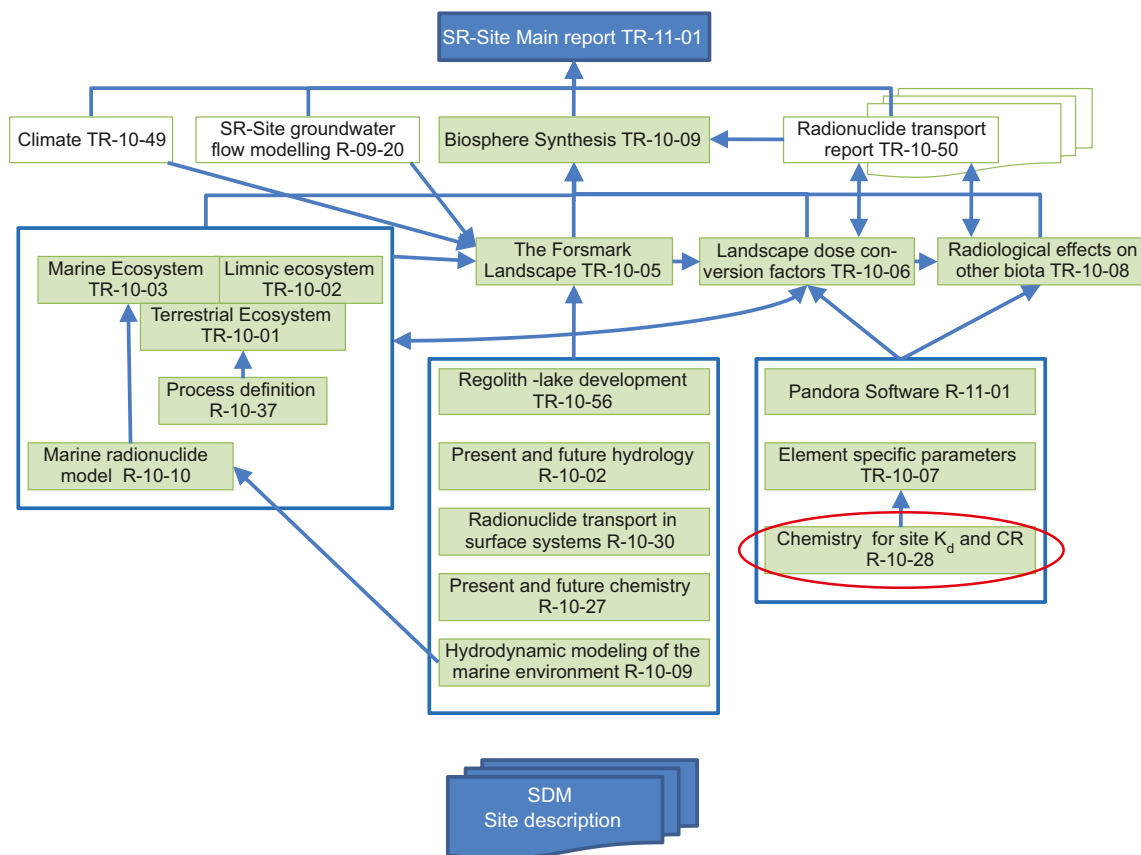 SR-Site Main report TR-11-01
Climate TR-10-49
SR-Site groundwater
flow modelling R-09-20
Biosphere Synthesis TR-10-09
Radionuclide transport
report TR-10-50
Marine Ecosystem
TR-10-03
Limnic ecosystem
TR-10-02
Terrestrial Ecosystem
TR-10-01
Process definition
R-10-37
Marine radionuclide
model R-10-10
The Forsmark
Landscape TR-10-05
Landscape dose con-
version factors TR-10-06
Radiological effects on
other biota TR-10-08
Regolith -lake development
TR-10-56
Present and future hydrology
R-10-02
Radionuclide transport in
surface systems R-10-30
Present and future chemistry
R-10-27
Hydrodynamic modeling of the
marine environment R-10-09
Pandora Software R-11-01
Element specific parameters
TR-10-07
Chemistry for site Kd and CR
R-10-28
SDM
Site description